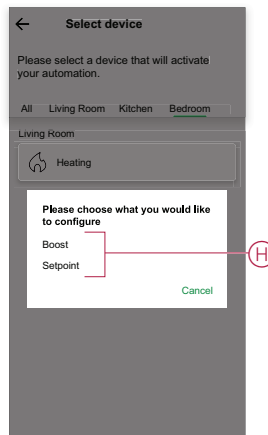 Select device
Please select a device that will activate
your automation.
All Living Room Kitchen Bedroom
Living Room
Heating
Please choose what you would like
to configure
Boost
Setpoint
H
Cancel